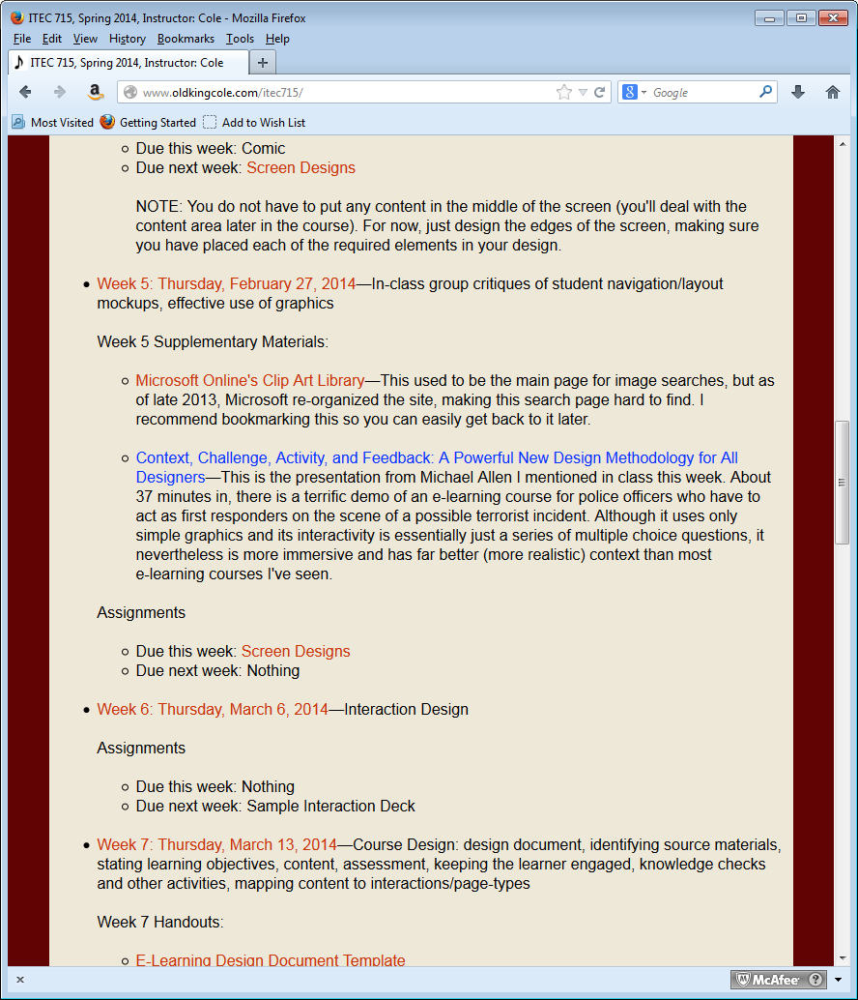 ITEC 715, Spring 2014, Instructor: Cole - Mozilla Firefox
File Edit View History Bookmarks Tools Help
ITEC 715, Spring 2014, Instructor: Cole
www.oldkingcole.com/itec715/
Google
Most Visited Getting Started Add to Wish List
Due this week: Comic
Due next week: Screen Designs
NOTE: You do not have to put any content in the middle of the screen (you'll deal with the
content area later in the course). For now, just design the edges of the screen, making sure
you have placed each of the required elements in your design.
Week 5: Thursday, February 27, 2014—In-class group critiques of student navigation/layout
mockups, effective use of graphics
Week 5 Supplementary Materials:
Microsoft Online's Clip Art Library—This used to be the main page for image searches, but as
of late 2013, Microsoft re-organized the site, making this search page hard to find. I
recommend bookmarking this so you can easily get back to it later.
Context, Challenge, Activity, and Feedback: A Powerful New Design Methodology for All
Designers—This is the presentation from Michael Allen I mentioned in class this week. About
37 minutes in, there is a terrific demo of an e-learning course for police officers who have to
act as first responders on the scene of a possible terrorist incident. Although it uses only
simple graphics and its interactivity is essentially just a series of multiple choice questions, it
nevertheless is more immersive and has far better (more realistic) context than most
e-learning courses I've seen.
Assignments
Due this week: Screen Designs
Due next week: Nothing
Week 6: Thursday, March 6, 2014—Interaction Design
Assignments
Due this week: Nothing
Due next week: Sample Interaction Deck
Week 7: Thursday, March 13, 2014—Course Design: design document, identifying source materials,
stating learning objectives, content, assessment, keeping the learner engaged, knowledge checks
and other activities, mapping content to interactions/page-types
Week 7 Handouts:
E-Learning Design Document Template
McAfee